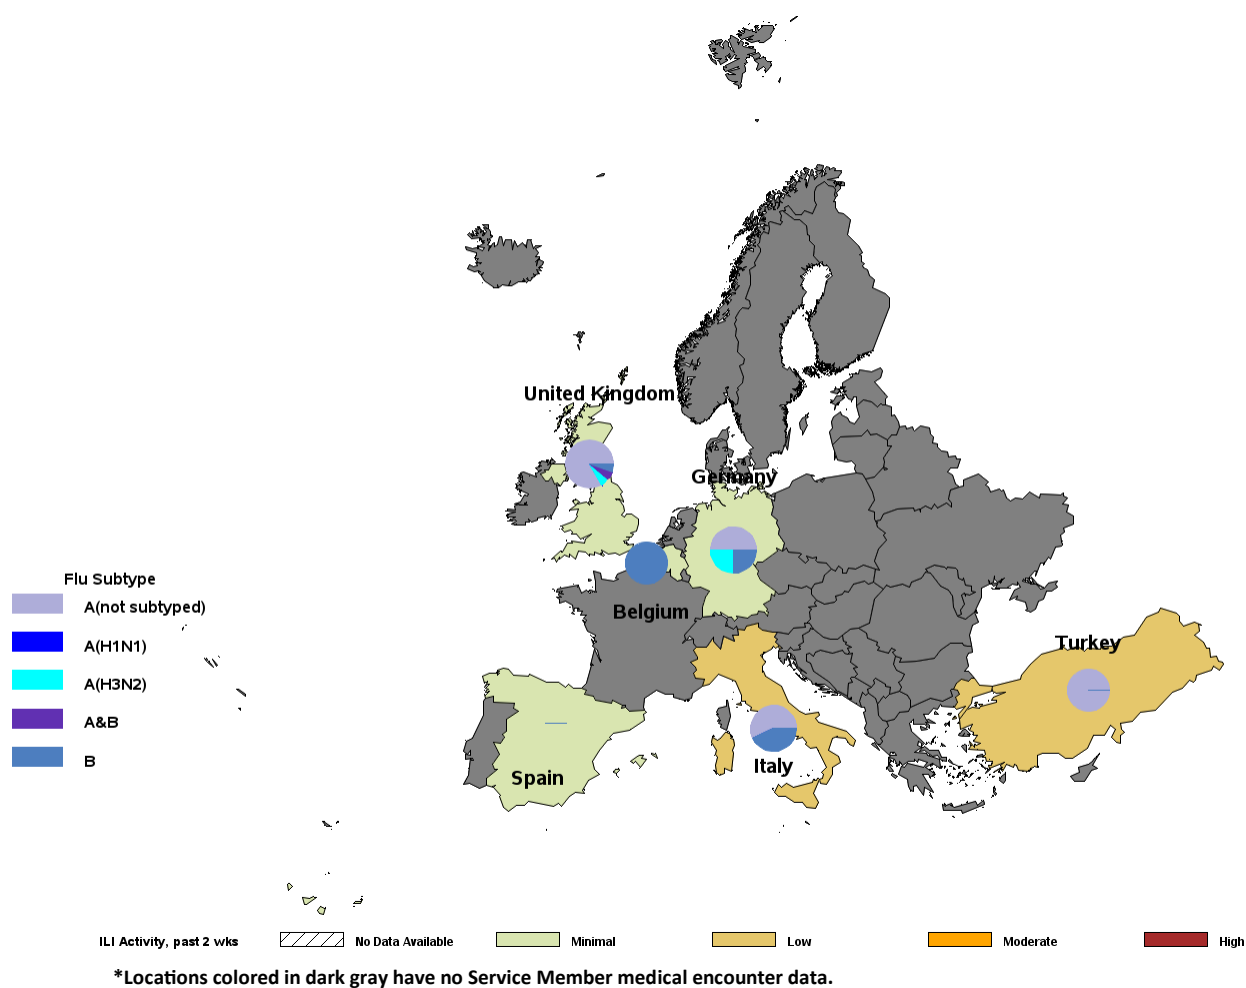 United Kingdom
Germany
Belgium
Flu Subtype
A(not subtyped)
A(H1N1)
A(H3N2)
A&B
B
Turkey
Spain
Italy
ILI Activity, past 2 wks
No Data Available
Minimal
Low
Moderate
High
*Locations colored in dark gray have no Service Member medical encounter data.